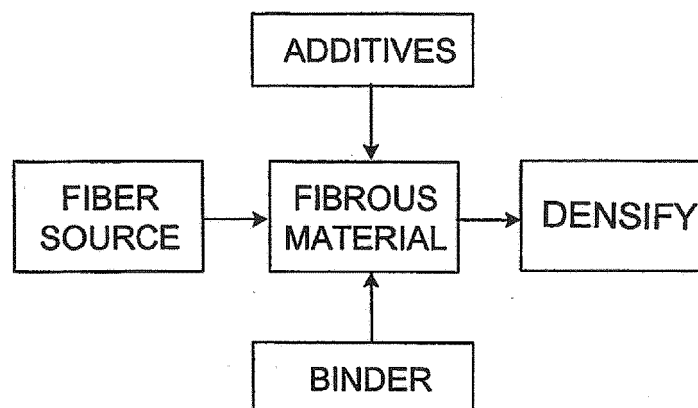 ADDITIVES
FIBER
SOURCE
FIBROUS
MATERIAL
DENSIFY
BINDER